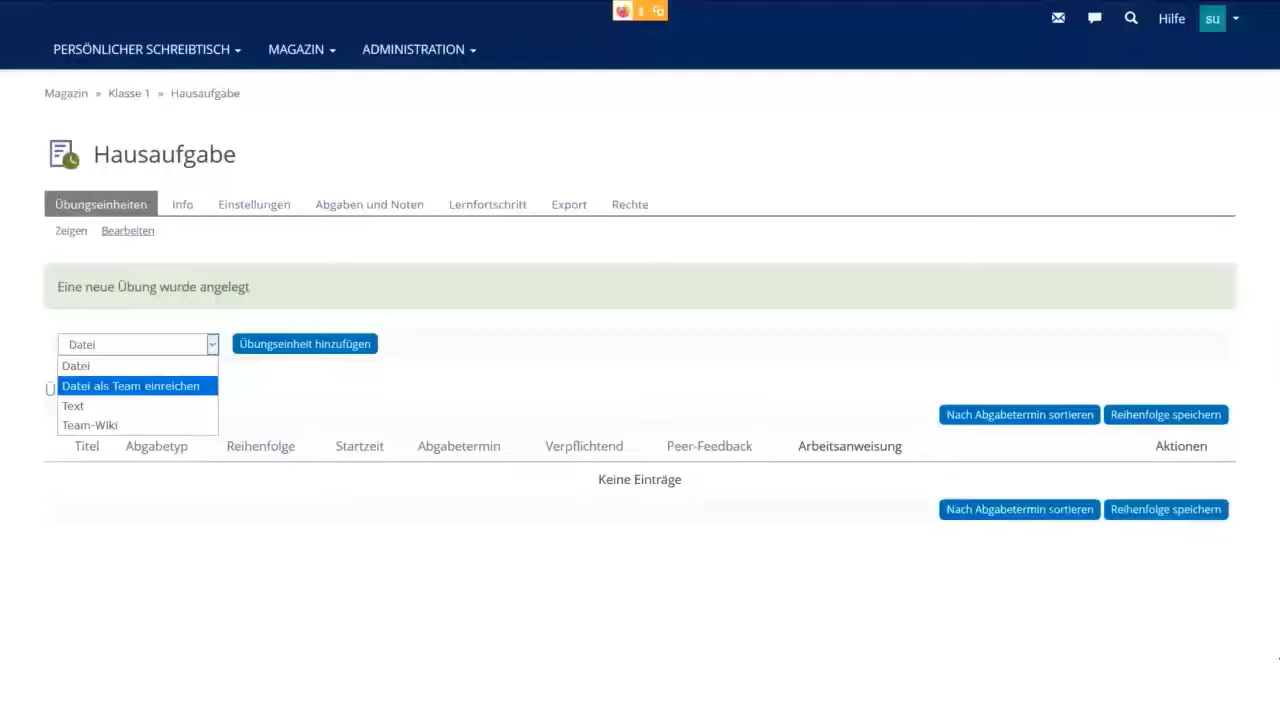 Hilfe su
PERSÖNLICHER SCHREIBTISCH MAGAZIN ADMINISTRATION
Magazin » Klasse 1 » Hausaufgabe
Hausaufgabe
Übungseinheiten Info Einstellungen Abgaben und Noten Lernfortschritt Export Rechte
Zeigen Bearbeiten
Eine neue Übung wurde angelegt
Datei Übungseinheit hinzufügen
Datei
Datei als Team einreichen
Ü
Text
Nach Abgabetermin sortieren Reihenfolge speichern
Team-Wiki
Titel Abgabetyp Reihenfolge Startzeit Abgabetermin Verpflichtend Peer-Feedback Arbeitsanweisung Aktionen
Keine Einträge
Nach Abgabetermin sortieren Reihenfolge speichern